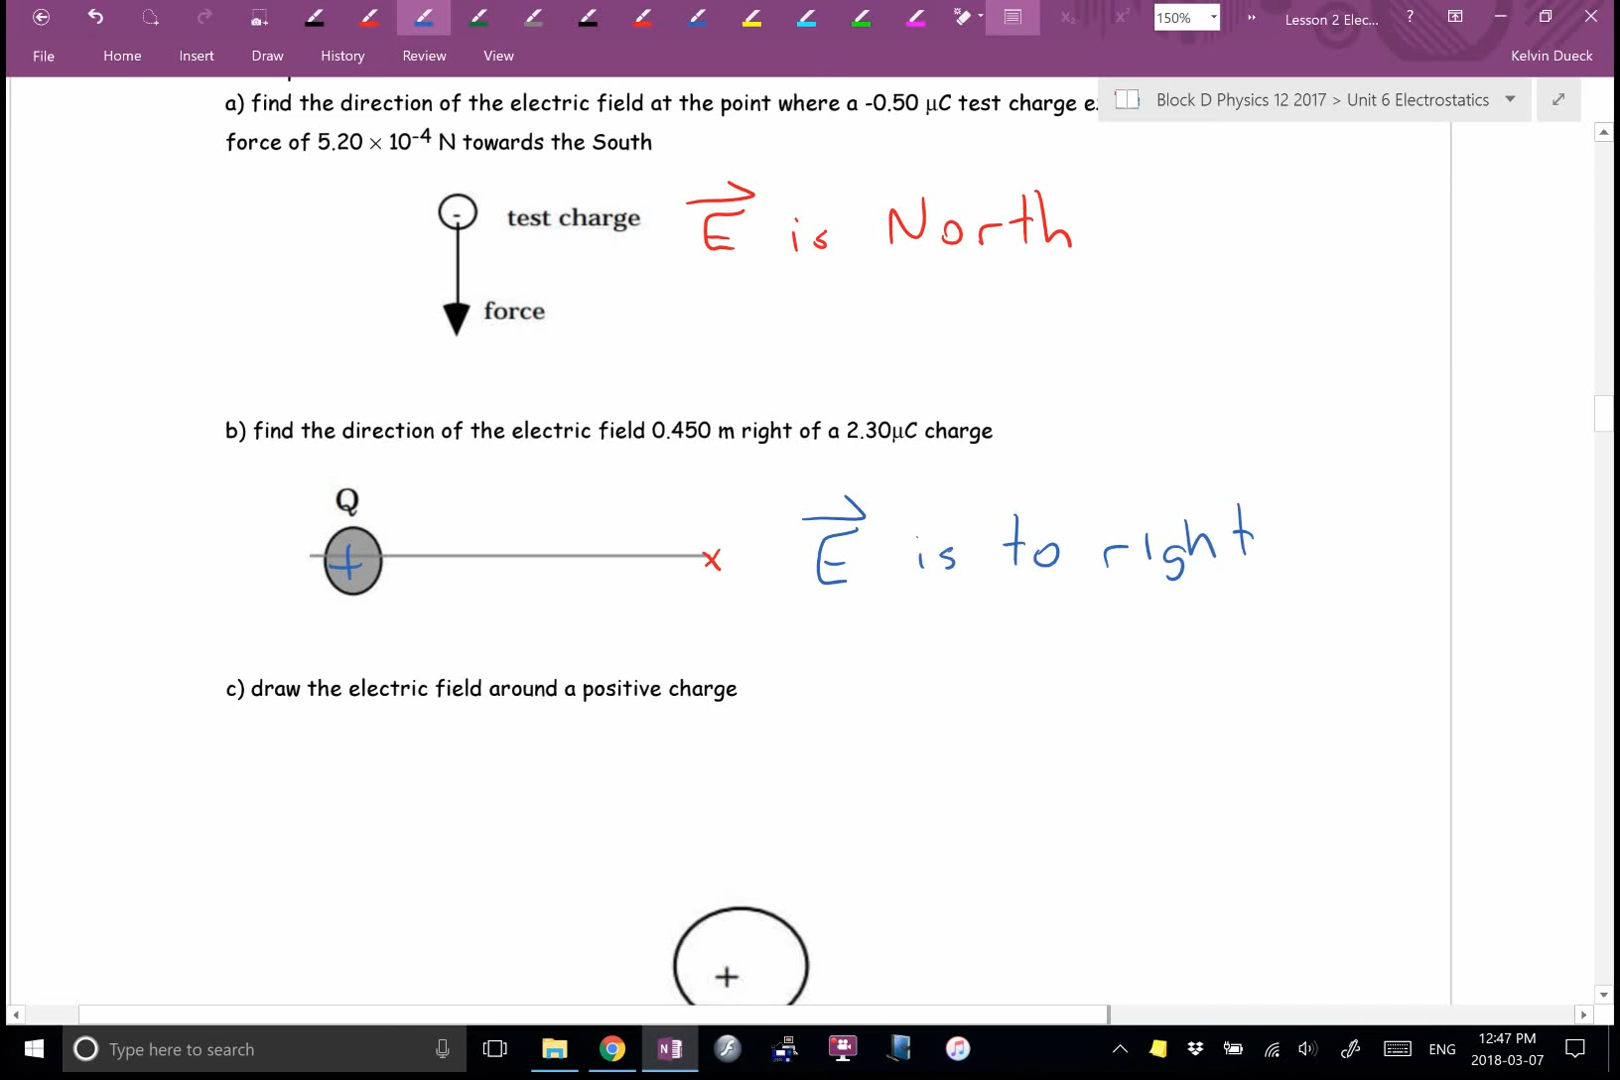 150%
Lesson 2 Elec...
?
File Home Insert Draw History Review View
Kelvin Dueck
Block D Physics 12 2017 > Unit 6 Electrostatics
a) find the direction of the electric field at the point where a -0.50 μC test charge
force of 5.20 × 10⁻⁴ N towards the South
- test charge
E is North
force
b) find the direction of the electric field 0.450 m right of a 2.30μC charge
Q
+ x
E is to right
c) draw the electric field around a positive charge
+
Type here to search
ENG
12:47 PM
2018-03-07